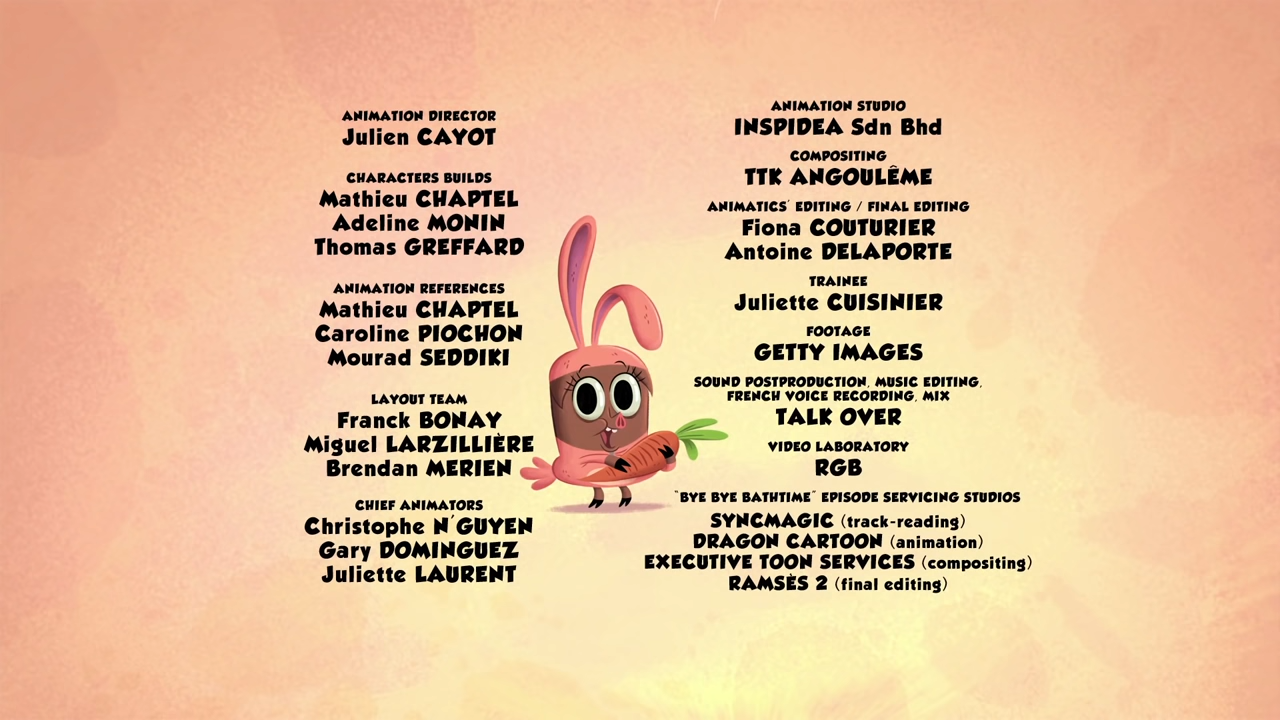 ANIMATION DIRECTOR
Julien CAYOT
CHARACTERS BUILDS
Mathieu CHAPTEL
Adeline MONIN
Thomas GREFFARD
ANIMATION REFERENCES
Mathieu CHAPTEL
Caroline PIOCHON
Mourad SEDDIKI
LAYOUT TEAM
Franck BONAY
Miguel LARZILLIÈRE
Brendan MERIEN
CHIEF ANIMATORS
Christophe N'GUYEN
Gary DOMINGUEZ
Juliette LAURENT
ANIMATION STUDIO
INSPIDEA Sdn Bhd
COMPOSITING
TTK ANGOULÊME
ANIMATICS' EDITING / FINAL EDITING
Fiona COUTURIER
Antoine DELAPORTE
TRAINEE
Juliette CUISINIER
FOOTAGE
GETTY IMAGES
SOUND POSTPRODUCTION, MUSIC EDITING,
FRENCH VOICE RECORDING, MIX
TALK OVER
VIDEO LABORATORY
RGB
"BYE BYE BATHTIME" EPISODE SERVICING STUDIOS
SYNCMAGIC (track-reading)
DRAGON CARTOON (animation)
EXECUTIVE TOON SERVICES (compositing)
RAMSÈS 2 (final editing)